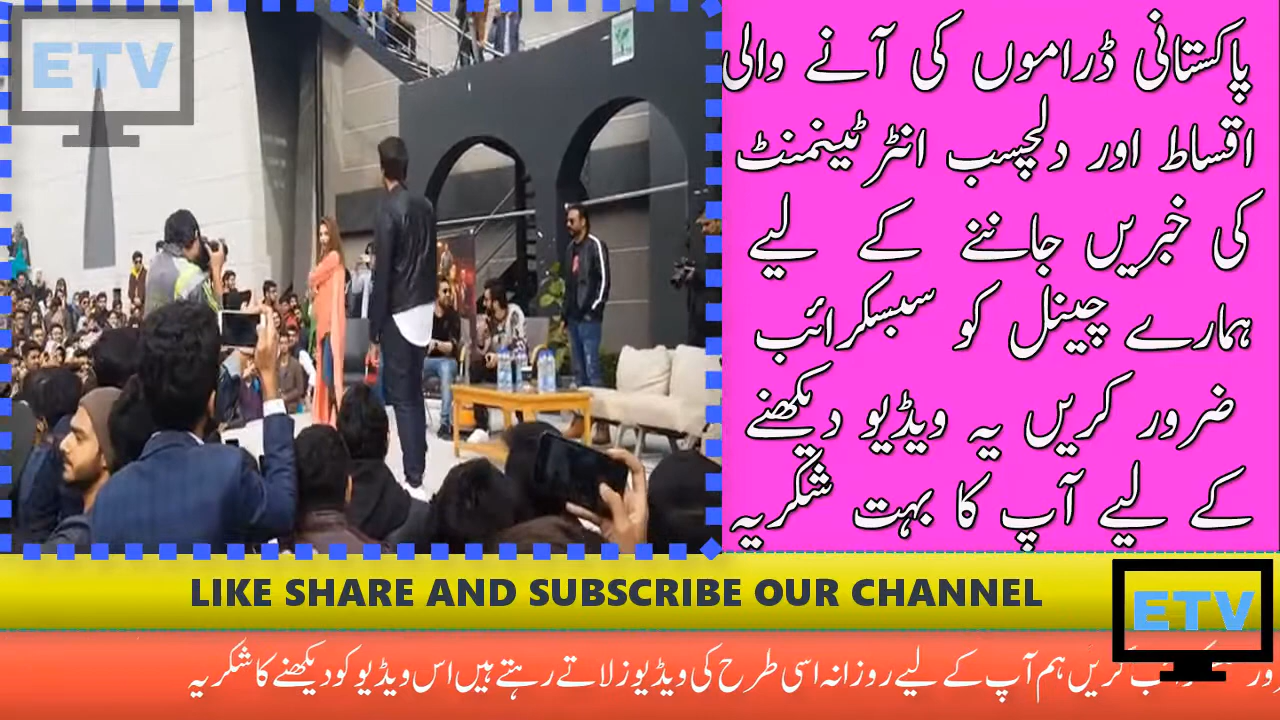 ETV
پاکستانی ڈراموں کی آنے والی
اقساط اور دلچسب انٹرٹینمنٹ
کی خبریں جاننے کے لیے
ہمارے چینل کو سبسکرائب
ضرور کریں یہ ویڈیو دیکھنے
کے لیے آپ کا بہت شکریہ
LIKE SHARE AND SUBSCRIBE OUR CHANNEL
ETV
کریں ہم آپ کے لیے روزانہ اسی طرح کی ویڈیوز لاتے رہتے ہیں اس ویڈیو کو دیکھنے کا شکریہ